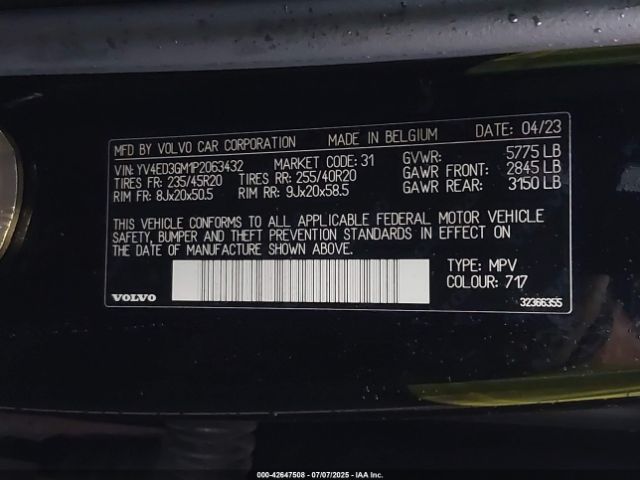 MFD BY VOLVO CAR CORPORATION MADE IN BELGIUM DATE: 04/23
VIN: YV4ED3GM1P2063432 MARKET CODE: 31 GVWR: 5775 LB
TIRES FR: 235/45R20 TIRES RR: 255/40R20 GAWR FRONT: 2845 LB
RIM FR: 8Jx20x50.5 RIM RR: 9Jx20x58.5 GAWR REAR: 3150 LB
THIS VEHICLE CONFORMS TO ALL APPLICABLE FEDERAL MOTOR VEHICLE
SAFETY, BUMPER AND THEFT PREVENTION STANDARDS IN EFFECT ON
THE DATE OF MANUFACTURE SHOWN ABOVE.
TYPE: MPV
COLOUR: 717
VOLVO
32366355
000-42647508 - 07/07/2025 - IAA Inc.